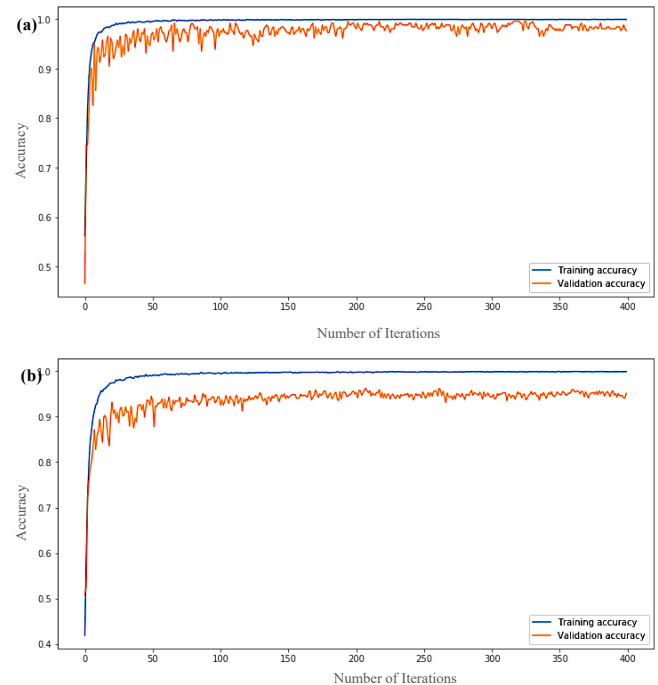 (a)
1.0
0.9
0.8
0.7
0.6
0.5
Accuracy
Training accuracy
Validation accuracy
0 50 100 150 200 250 300 350 400
Number of Iterations
(b)
1.0
0.9
0.8
0.7
0.6
0.5
0.4
Accuracy
Training accuracy
Validation accuracy
0 50 100 150 200 250 300 350 400
Number of Iterations